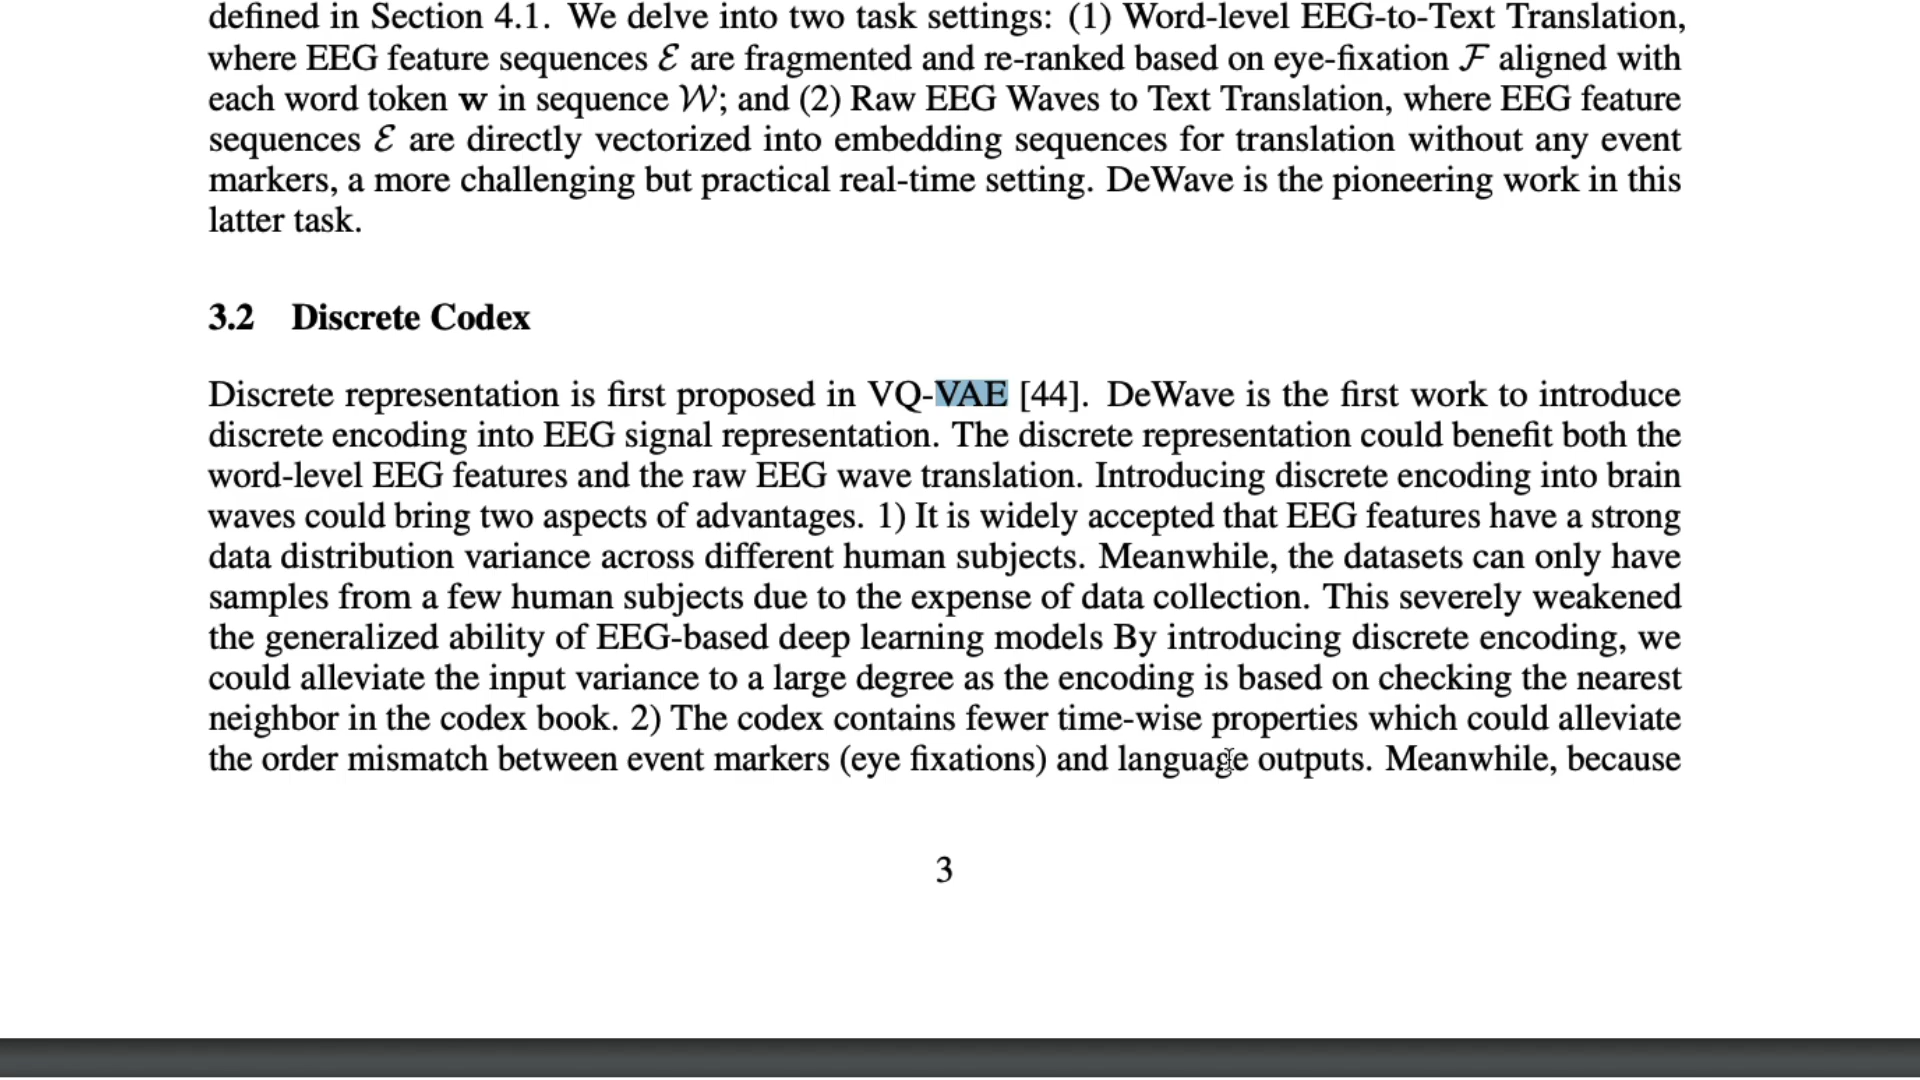 defined in Section 4.1. We delve into two task settings: (1) Word-level EEG-to-Text Translation,
where EEG feature sequences ℰ are fragmented and re-ranked based on eye-fixation ℱ aligned with
each word token w in sequence 𝒲; and (2) Raw EEG Waves to Text Translation, where EEG feature
sequences ℰ are directly vectorized into embedding sequences for translation without any event
markers, a more challenging but practical real-time setting. DeWave is the pioneering work in this
latter task.
3.2 Discrete Codex
Discrete representation is first proposed in VQ-VAE [44]. DeWave is the first work to introduce
discrete encoding into EEG signal representation. The discrete representation could benefit both the
word-level EEG features and the raw EEG wave translation. Introducing discrete encoding into brain
waves could bring two aspects of advantages. 1) It is widely accepted that EEG features have a strong
data distribution variance across different human subjects. Meanwhile, the datasets can only have
samples from a few human subjects due to the expense of data collection. This severely weakened
the generalized ability of EEG-based deep learning models By introducing discrete encoding, we
could alleviate the input variance to a large degree as the encoding is based on checking the nearest
neighbor in the codex book. 2) The codex contains fewer time-wise properties which could alleviate
the order mismatch between event markers (eye fixations) and language outputs. Meanwhile, because
3